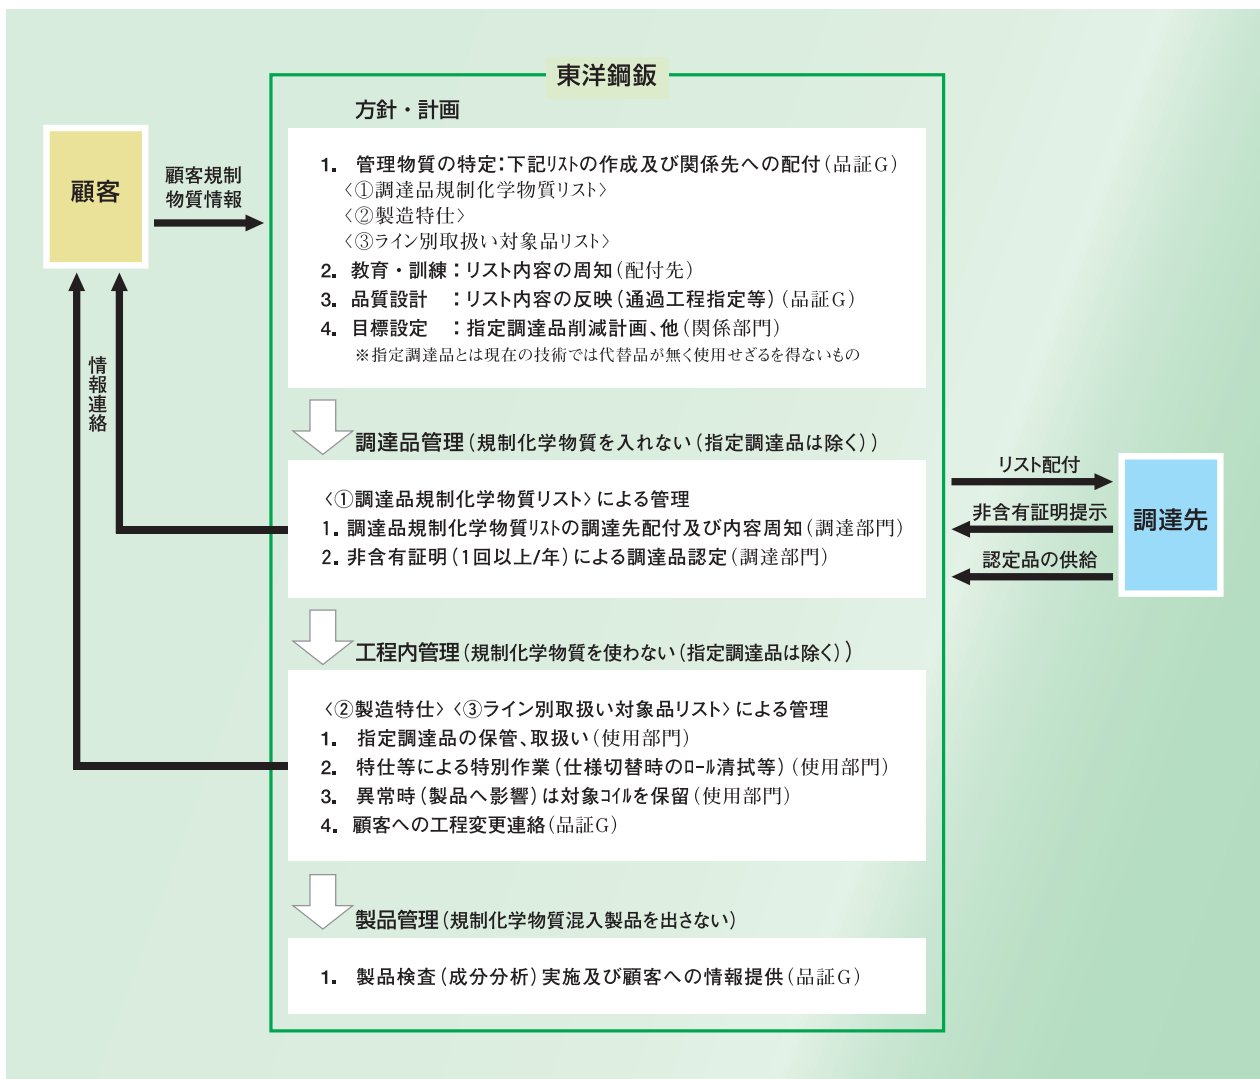 東洋鋼鈑
方針・計画
顧客
顧客規制
物質情報
1. 管理物質の特定：下記リストの作成及び関係先への配付（品証G）
〈①調達品規制化学物質リスト〉
〈②製造特仕〉
〈③ライン別取扱い対象品リスト〉
2. 教育・訓練：リスト内容の周知（配付先）
3. 品質設計　：リスト内容の反映（通過工程指定等）（品証G）
4. 目標設定　：指定調達品削減計画、他（関係部門）
※指定調達品とは現在の技術では代替品が無く使用せざるを得ないもの
情報連絡
調達品管理（規制化学物質を入れない（指定調達品は除く））
〈①調達品規制化学物質リスト〉による管理
1. 調達品規制化学物質リストの調達先配付及び内容周知（調達部門）
2. 非含有証明（1回以上/年）による調達品認定（調達部門）
リスト配付
非含有証明提示
認定品の供給
調達先
工程内管理（規制化学物質を使わない（指定調達品は除く））
〈②製造特仕〉〈③ライン別取扱い対象品リスト〉による管理
1. 指定調達品の保管、取扱い（使用部門）
2. 特仕等による特別作業（仕様切替時のロール清拭等）（使用部門）
3. 異常時（製品へ影響）は対象コイルを保留（使用部門）
4. 顧客への工程変更連絡（品証G）
製品管理（規制化学物質混入製品を出さない）
1. 製品検査（成分分析）実施及び顧客への情報提供（品証G）